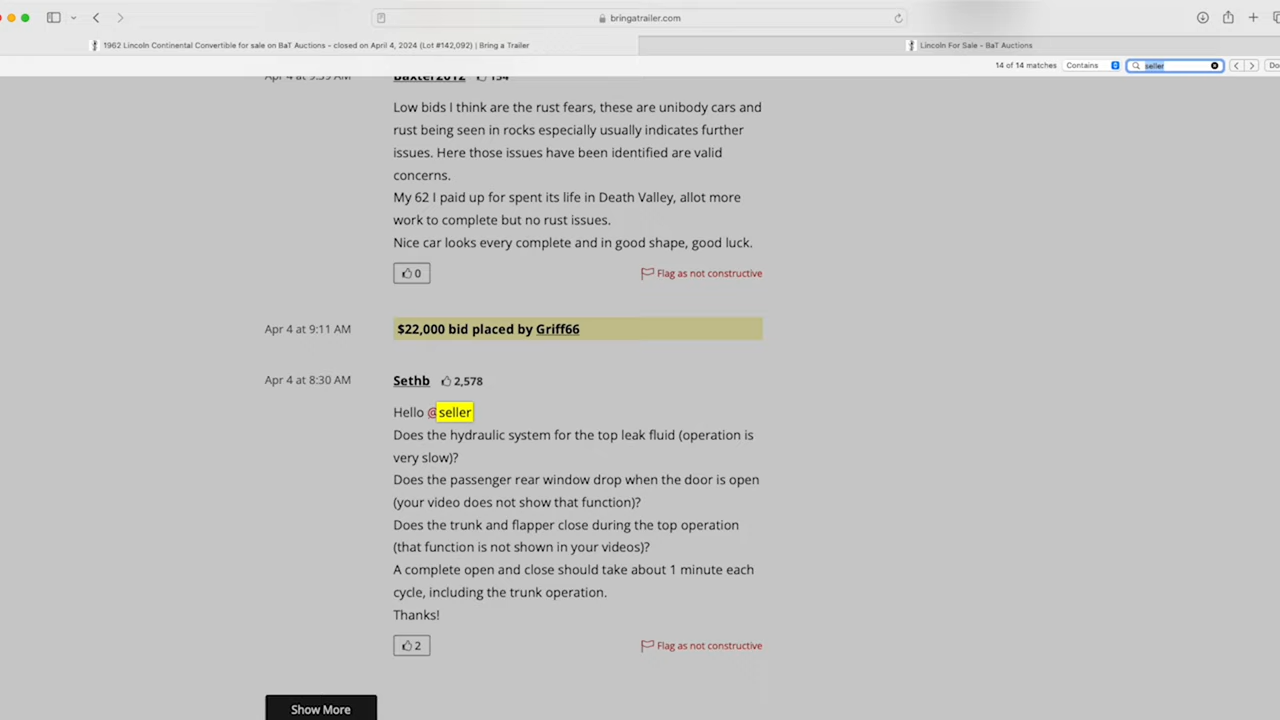 bringatrailer.com
1962 Lincoln Continental Convertible for sale on BaT Auctions - closed on April 4, 2024 (Lot #142,092) | Bring a Trailer
Lincoln For Sale - BaT Auctions
14 of 14 matches
Contains
seller
Do
Apr 4 at 9:39 AM
Baxter2012
134
Low bids I think are the rust fears, these are unibody cars and
rust being seen in rocks especially usually indicates further
issues. Here those issues have been identified are valid
concerns.
My 62 I paid up for spent its life in Death Valley, allot more
work to complete but no rust issues.
Nice car looks every complete and in good shape, good luck.
0
Flag as not constructive
Apr 4 at 9:11 AM
$22,000 bid placed by Griff66
Apr 4 at 8:30 AM
Sethb
2,578
Hello @seller
Does the hydraulic system for the top leak fluid (operation is
very slow)?
Does the passenger rear window drop when the door is open
(your video does not show that function)?
Does the trunk and flapper close during the top operation
(that function is not shown in your videos)?
A complete open and close should take about 1 minute each
cycle, including the trunk operation.
Thanks!
2
Flag as not constructive
Show More